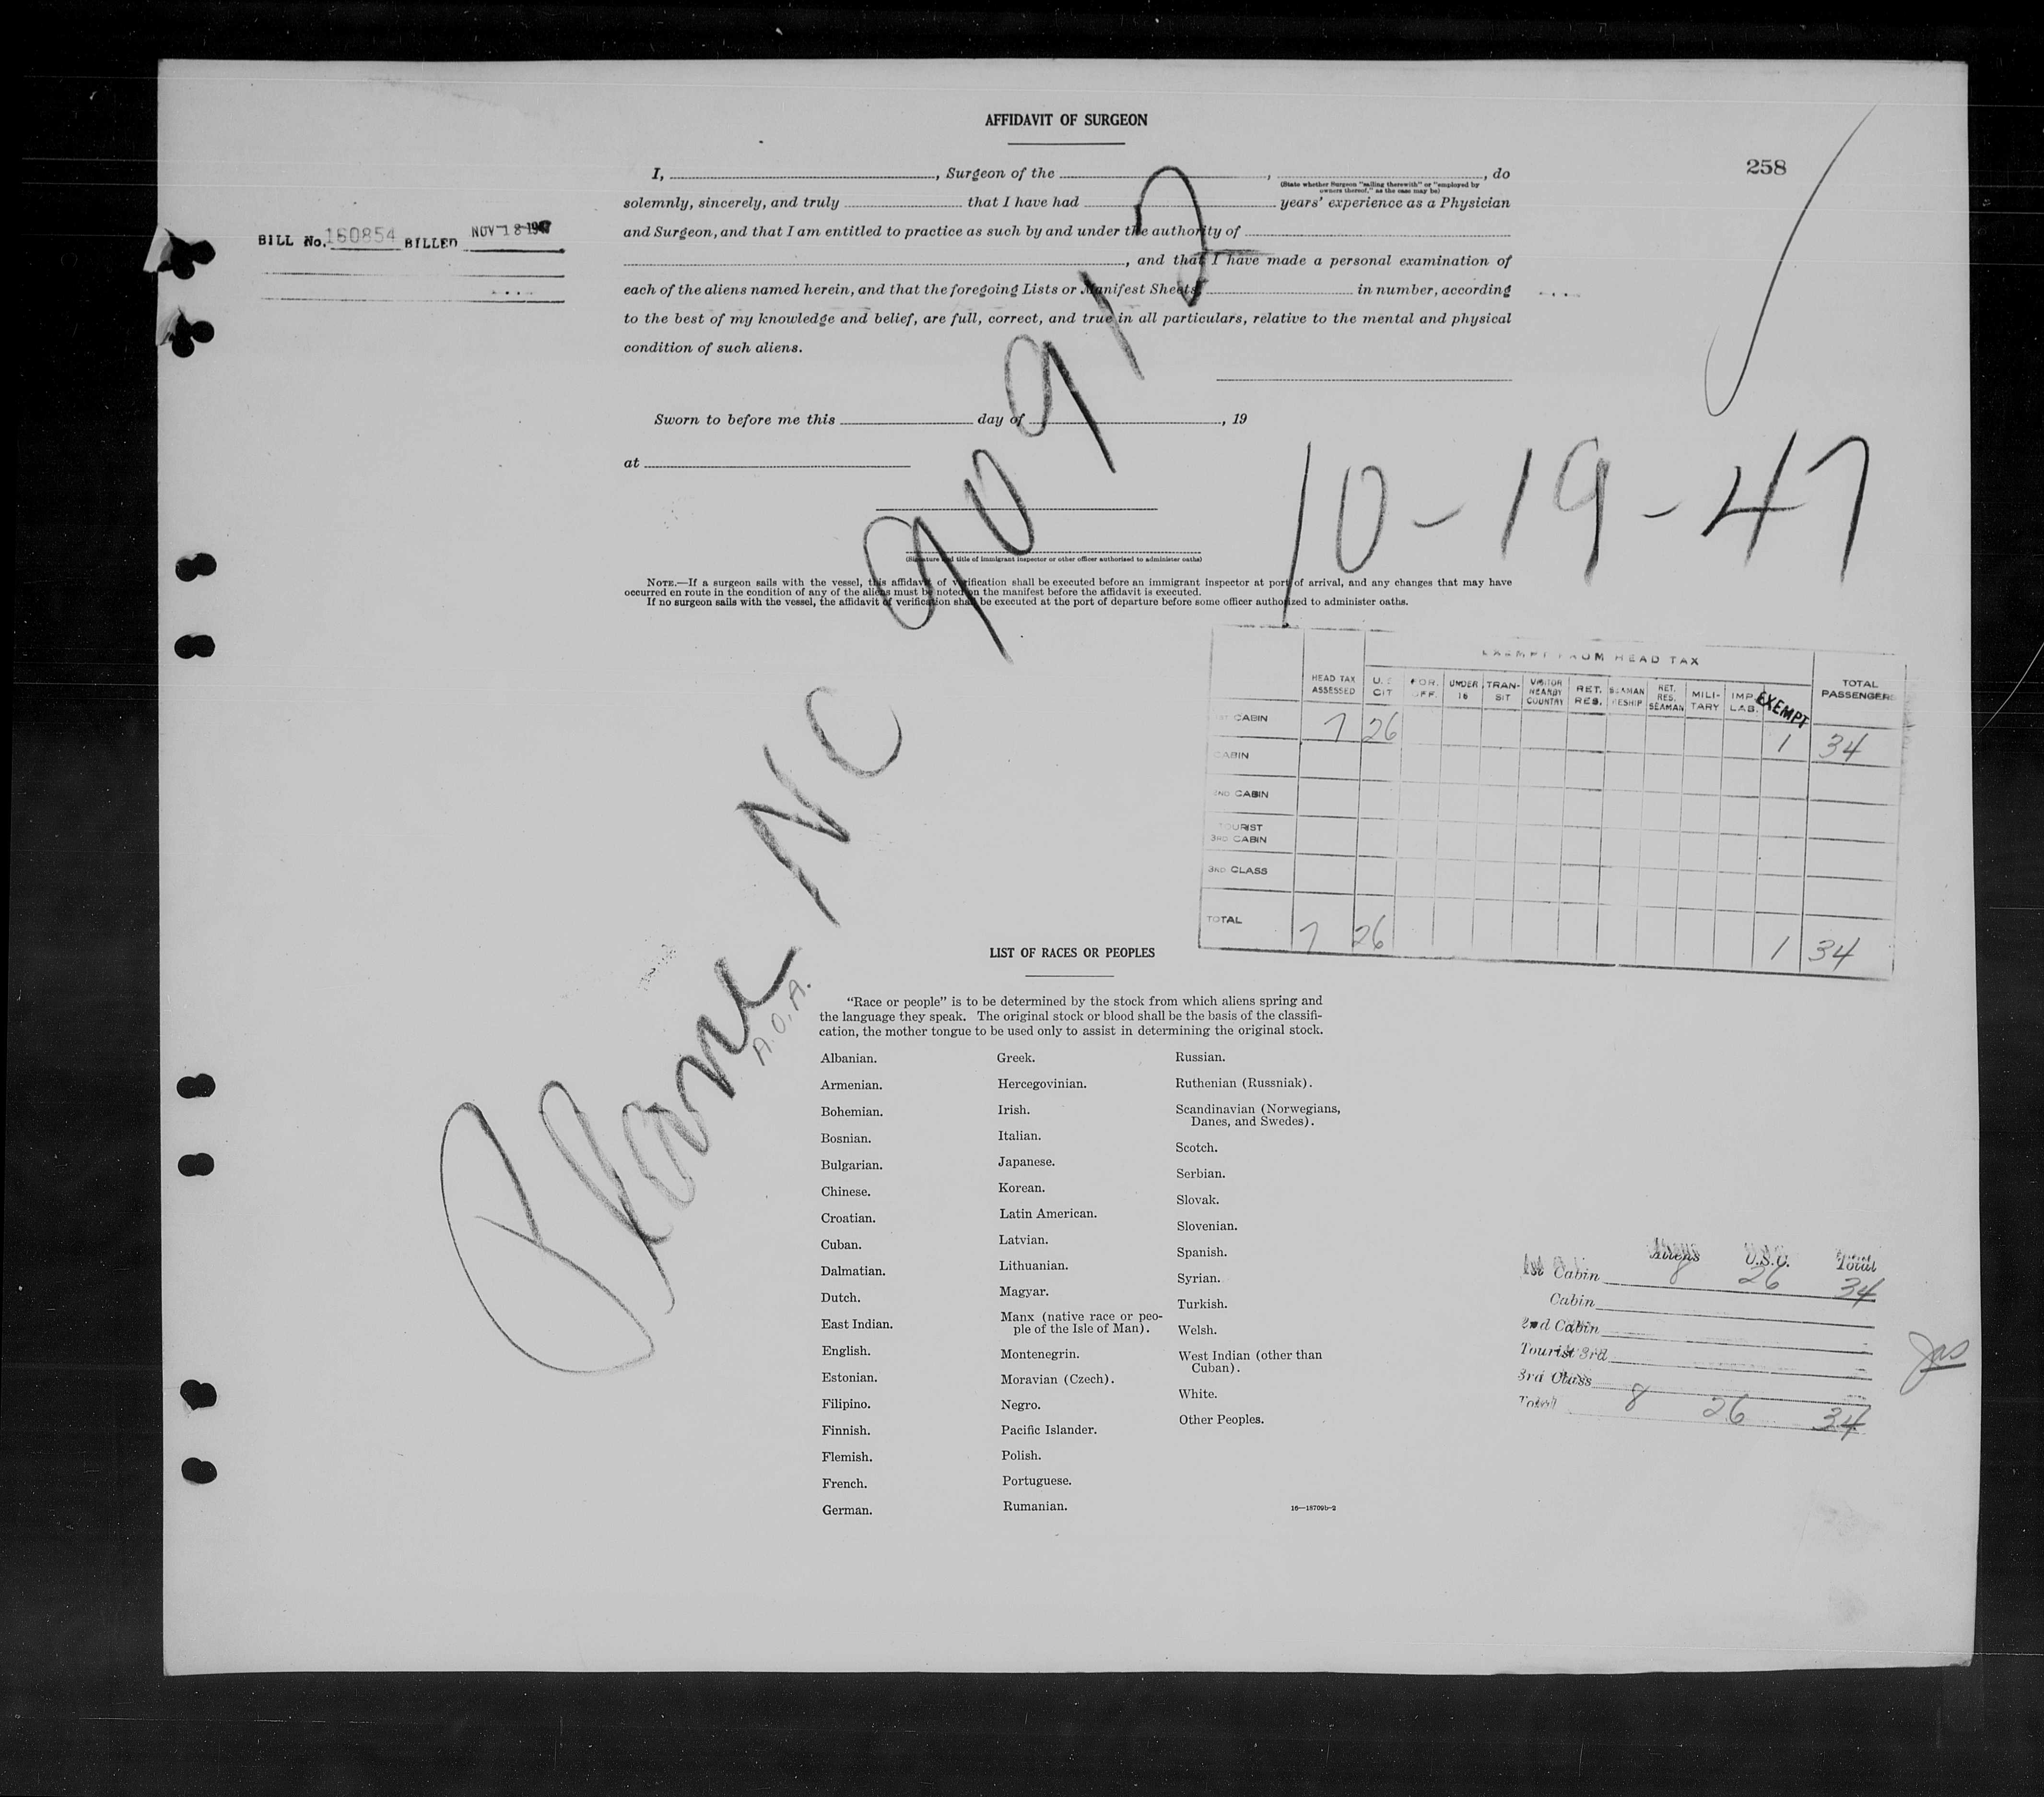 AFFIDAVIT OF SURGEON
258
I, , Surgeon of the , , do
(State whether Surgeon "sailing therewith" or "employed by
owners thereof," as the case may be)
solemnly, sincerely, and truly that I have had years' experience as a Physician
and Surgeon, and that I am entitled to practice as such by and under the authority of
, and that I have made a personal examination of
each of the aliens named herein, and that the foregoing Lists or Manifest Sheets, in number, according
to the best of my knowledge and belief, are full, correct, and true in all particulars, relative to the mental and physical
condition of such aliens.
BILL No. 160854 BILLED NOV 18 1947
Sworn to before me this day of , 19
at
(Signature and title of immigrant inspector or other officer authorized to administer oaths)
NOTE.—If a surgeon sails with the vessel, this affidavit of verification shall be executed before an immigrant inspector at port of arrival, and any changes that may have
occurred en route in the condition of any of the aliens must be noted on the manifest before the affidavit is executed.
If no surgeon sails with the vessel, the affidavit of verification shall be executed at the port of departure before some officer authorized to administer oaths.
10-19-47
Plane NC 90912
A.O.A.
EXEMPT FROM HEAD TAX
HEAD TAX ASSESSED U.S. CIT FOR. OFF. UNDER 16 TRAN-SIT VISITOR NEARBY COUNTRY RET. RES. SEAMAN RESHIP RET. RES. SEAMAN MILI-TARY IMP. LAB. EXEMPT TOTAL PASSENGERS
1ST CABIN 7 26 1 34
CABIN
2ND CABIN
TOURIST
3RD CABIN
3RD CLASS
TOTAL 7 26 1 34
LIST OF RACES OR PEOPLES
"Race or people" is to be determined by the stock from which aliens spring and
the language they speak. The original stock or blood shall be the basis of the classifi-
cation, the mother tongue to be used only to assist in determining the original stock.
Albanian.
Armenian.
Bohemian.
Bosnian.
Bulgarian.
Chinese.
Croatian.
Cuban.
Dalmatian.
Dutch.
East Indian.
English.
Estonian.
Filipino.
Finnish.
Flemish.
French.
German.
Greek.
Hercegovinian.
Irish.
Italian.
Japanese.
Korean.
Latin American.
Latvian.
Lithuanian.
Magyar.
Manx (native race or peo-
ple of the Isle of Man).
Montenegrin.
Moravian (Czech).
Negro.
Pacific Islander.
Polish.
Portuguese.
Rumanian.
Russian.
Ruthenian (Russniak).
Scandinavian (Norwegians,
Danes, and Swedes).
Scotch.
Serbian.
Slovak.
Slovenian.
Spanish.
Syrian.
Turkish.
Welsh.
West Indian (other than
Cuban).
White.
Other Peoples.
16—18709b-2
Aliens U.S.C. Total
1st Cabin 8 26 34
Cabin
2nd Cabin
Tourist 3rd
3rd Class
Total 8 26 34